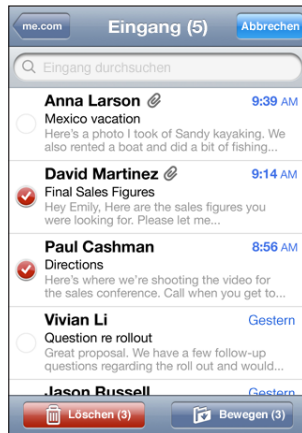 me.com
Eingang (5)
Abbrechen
Eingang durchsuchen
Anna Larson
9:39 AM
Mexico vacation
Here's a photo I took of Sandy kayaking. We
also rented a boat and did a bit of fishing...
David Martinez
9:14 AM
Final Sales Figures
Hey Emily, Here are the sales figures you
were looking for. Please let me...
Paul Cashman
8:56 AM
Directions
Here's where we're shooting the video for
the sales conference. Call when you get to...
Vivian Li
Gestern
Question re rollout
Great proposal. We have a few follow-up
questions regarding the roll out and would...
Jason Russell
Gestern
Löschen (3)
Bewegen (3)